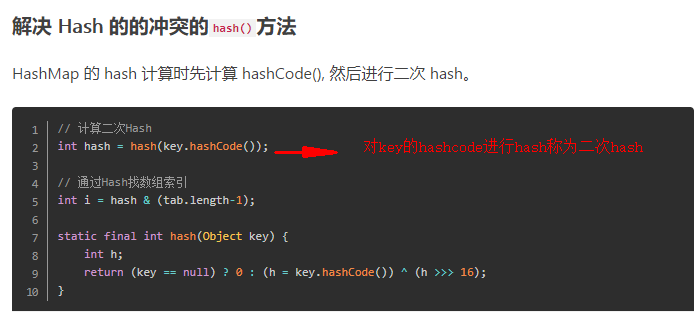 解决 Hash 的的冲突的hash()方法
HashMap 的 hash 计算时先计算 hashCode(), 然后进行二次 hash。
1 // 计算二次Hash
2 int hash = hash(key.hashCode()); 对key的hashcode进行hash称为二次hash
3
4 // 通过Hash找数组索引
5 int i = hash & (tab.length-1);
6
7 static final int hash(Object key) {
8     int h;
9     return (key == null) ? 0 : (h = key.hashCode()) ^ (h >>> 16);
10 }